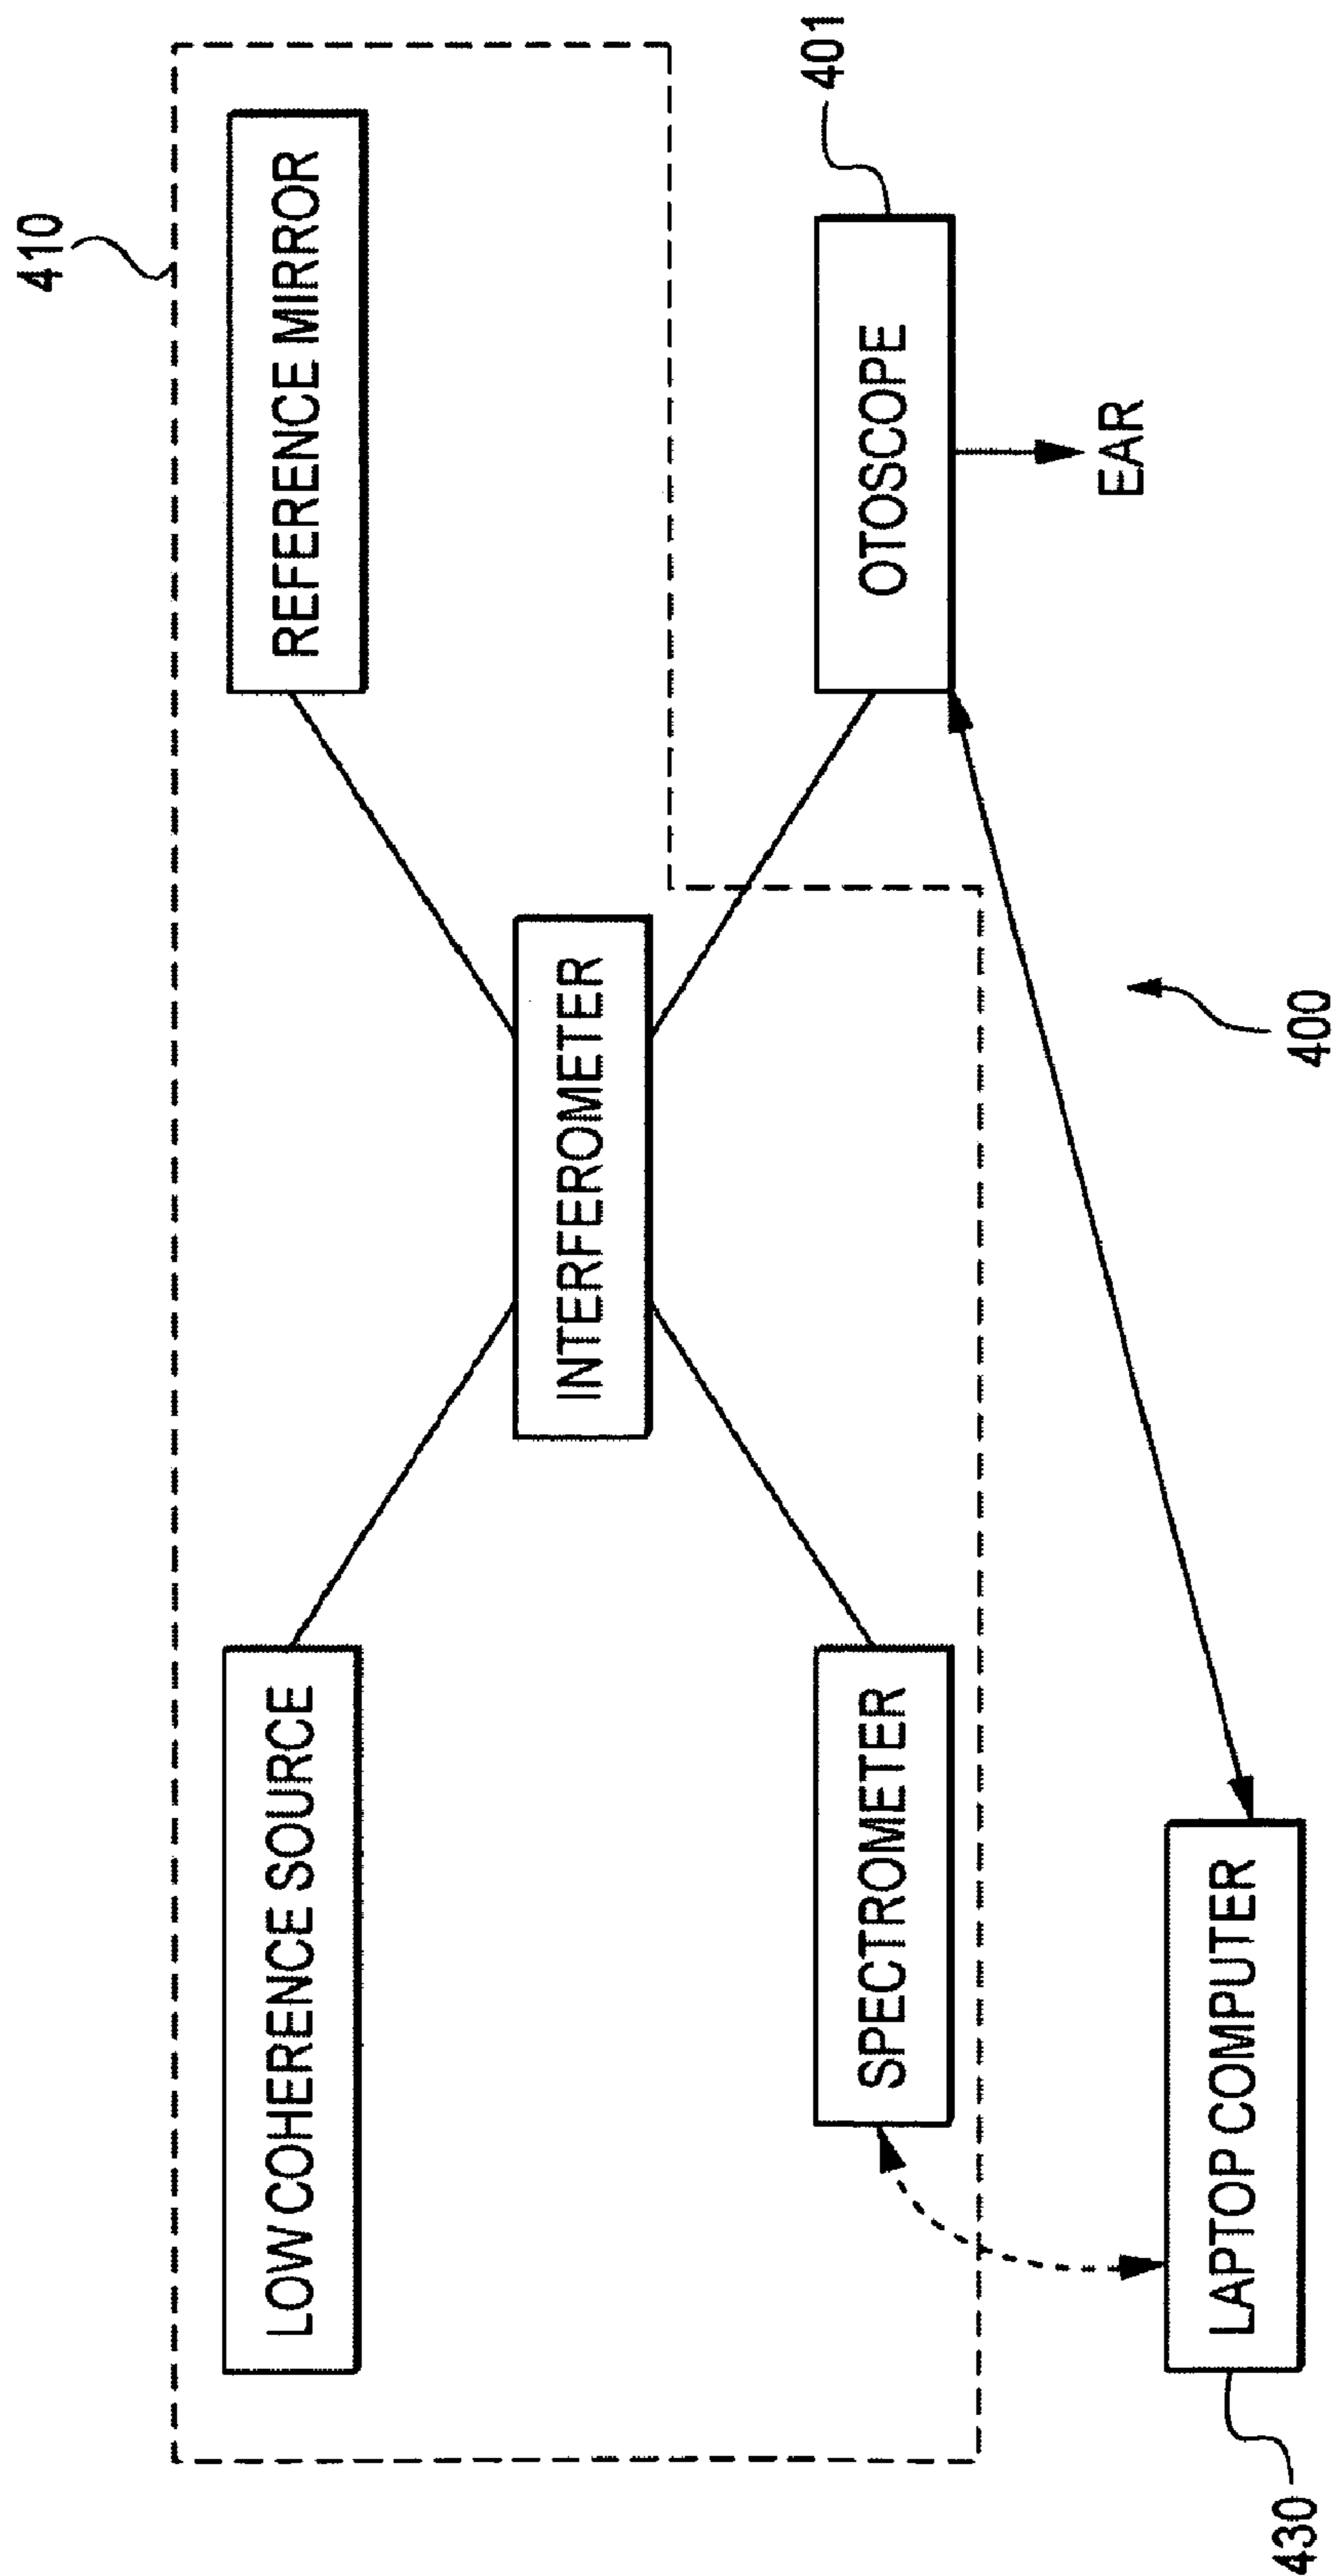 410
LOW COHERENCE SOURCE
REFERENCE MIRROR
INTERFEROMETER
SPECTROMETER
OTOSCOPE
401
EAR
LAPTOP COMPUTER
430
400